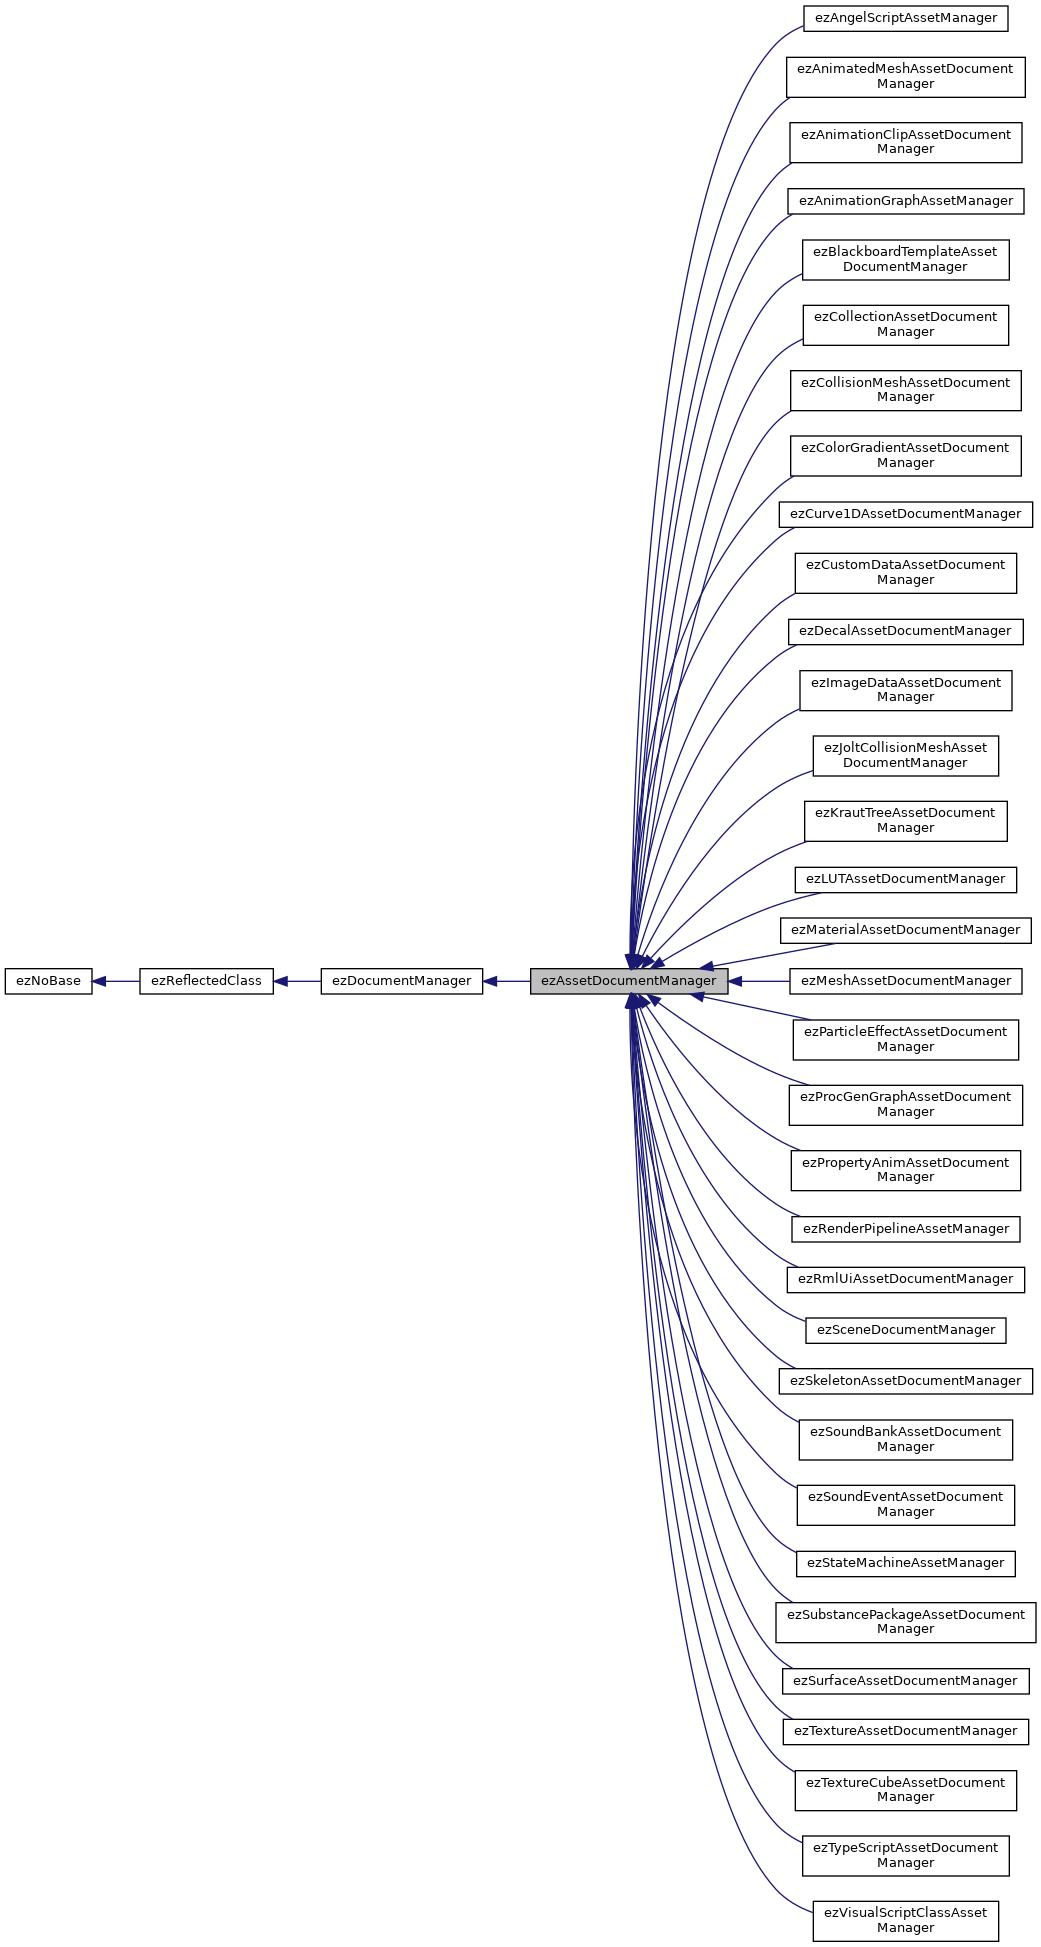 ezAngelScriptAssetManager
ezAnimatedMeshAssetDocument
Manager
ezAnimationClipAssetDocument
Manager
ezAnimationGraphAssetManager
ezBlackboardTemplateAsset
DocumentManager
ezCollectionAssetDocument
Manager
ezCollisionMeshAssetDocument
Manager
ezColorGradientAssetDocument
Manager
ezCurve1DAssetDocumentManager
ezCustomDataAssetDocument
Manager
ezDecalAssetDocumentManager
ezImageDataAssetDocument
Manager
ezJoltCollisionMeshAsset
DocumentManager
ezKrautTreeAssetDocument
Manager
ezLUTAssetDocumentManager
ezMaterialAssetDocumentManager
ezNoBase
ezReflectedClass
ezDocumentManager
ezAssetDocumentManager
ezMeshAssetDocumentManager
ezParticleEffectAssetDocument
Manager
ezProcGenGraphAssetDocument
Manager
ezPropertyAnimAssetDocument
Manager
ezRenderPipelineAssetManager
ezRmlUiAssetDocumentManager
ezSceneDocumentManager
ezSkeletonAssetDocumentManager
ezSoundBankAssetDocument
Manager
ezSoundEventAssetDocument
Manager
ezStateMachineAssetManager
ezSubstancePackageAssetDocument
Manager
ezSurfaceAssetDocumentManager
ezTextureAssetDocumentManager
ezTextureCubeAssetDocument
Manager
ezTypeScriptAssetDocument
Manager
ezVisualScriptClassAsset
Manager